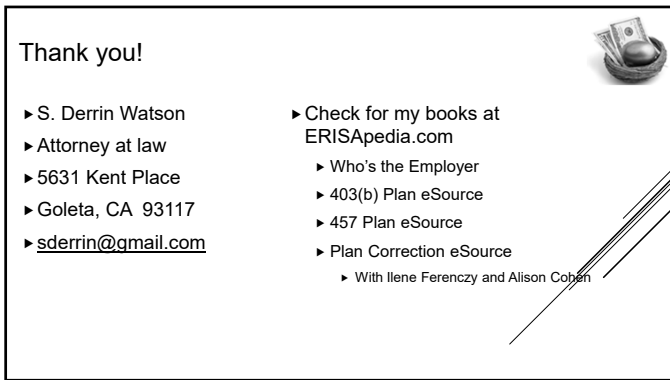 Thank you!
S. Derrin Watson
Attorney at law
5631 Kent Place
Goleta, CA 93117
sderrin@gmail.com
Check for my books at
ERISApedia.com
Who's the Employer
403(b) Plan eSource
457 Plan eSource
Plan Correction eSource
With Ilene Ferenczy and Alison Cohen